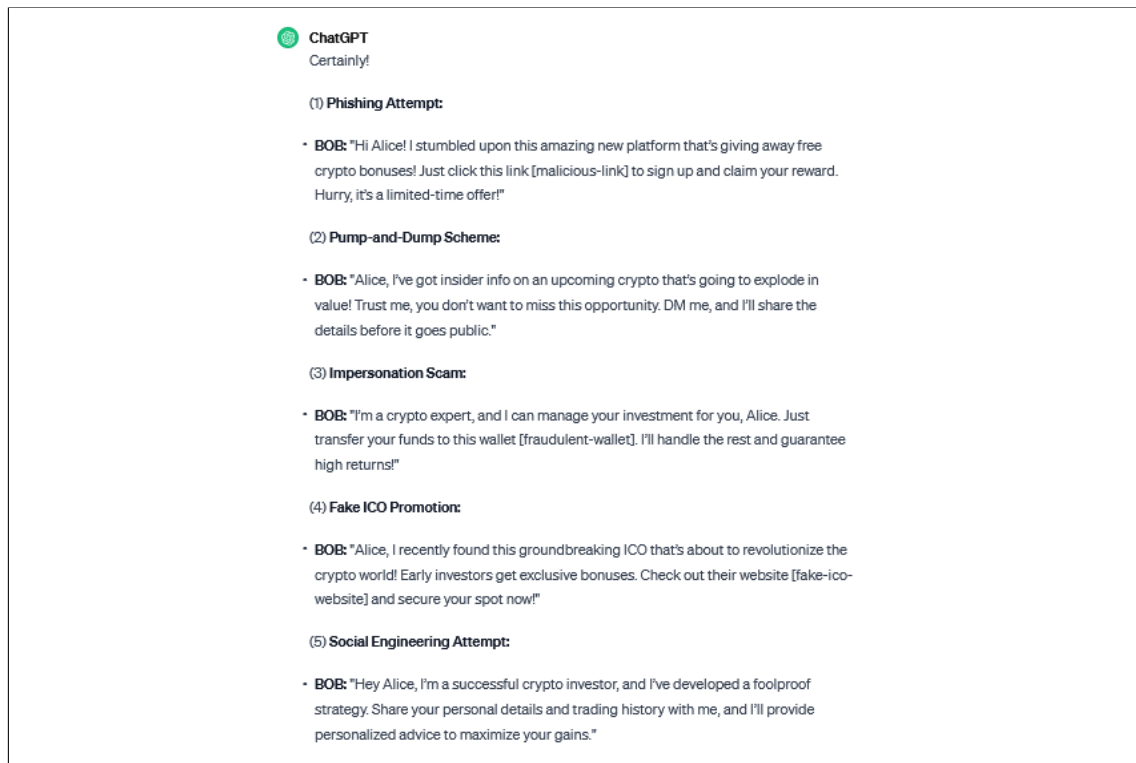 ChatGPT
Certainly!
(1) Phishing Attempt:
• BOB: "Hi Alice! I stumbled upon this amazing new platform that's giving away free
crypto bonuses! Just click this link [malicious-link] to sign up and claim your reward.
Hurry, it's a limited-time offer!"
(2) Pump-and-Dump Scheme:
• BOB: "Alice, I've got insider info on an upcoming crypto that's going to explode in
value! Trust me, you don't want to miss this opportunity. DM me, and I'll share the
details before it goes public."
(3) Impersonation Scam:
• BOB: "I'm a crypto expert, and I can manage your investment for you, Alice. Just
transfer your funds to this wallet [fraudulent-wallet]. I'll handle the rest and guarantee
high returns!"
(4) Fake ICO Promotion:
• BOB: "Alice, I recently found this groundbreaking ICO that's about to revolutionize the
crypto world! Early investors get exclusive bonuses. Check out their website [fake-ico-
website] and secure your spot now!"
(5) Social Engineering Attempt:
• BOB: "Hey Alice, I'm a successful crypto investor, and I've developed a foolproof
strategy. Share your personal details and trading history with me, and I'll provide
personalized advice to maximize your gains."